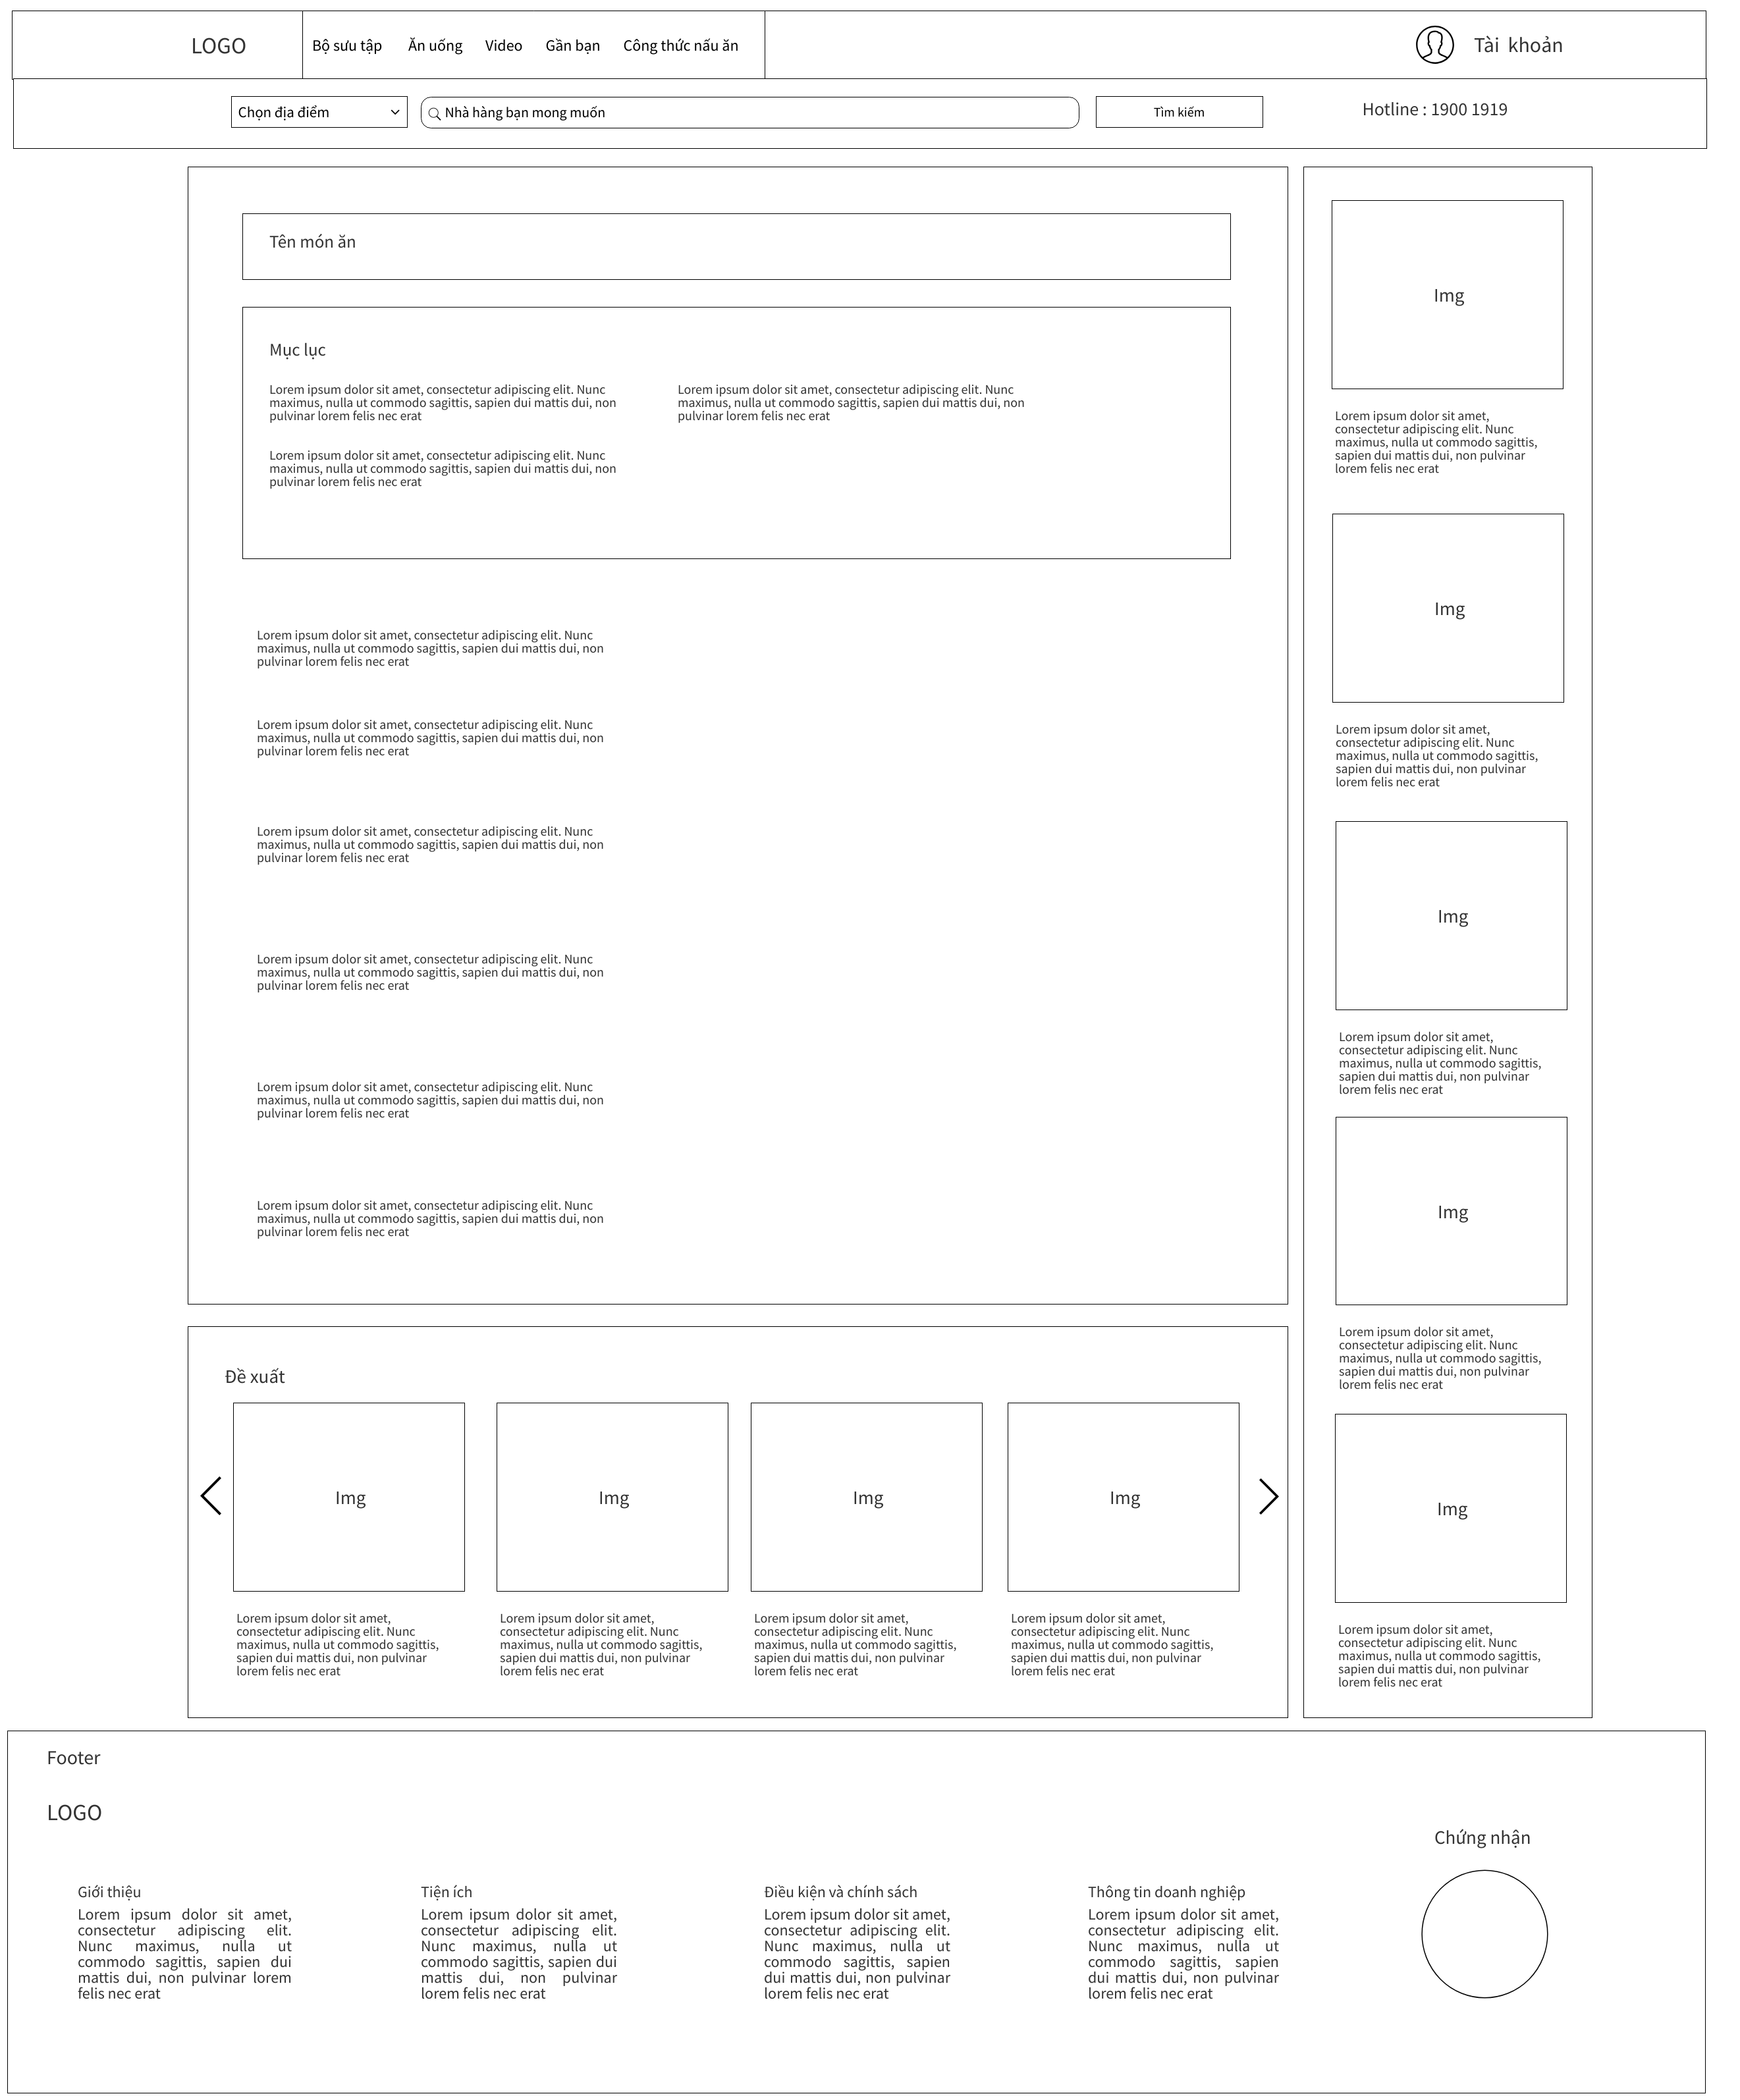 LOGO
Bộ sưu tập Ăn uống Video Gần bạn Công thức nấu ăn
Tài khoản
Chọn địa điểm
Nhà hàng bạn mong muốn
Tìm kiếm
Hotline : 1900 1919
Tên món ăn
Mục lục
Lorem ipsum dolor sit amet, consectetur adipiscing elit. Nunc
maximus, nulla ut commodo sagittis, sapien dui mattis dui, non
pulvinar lorem felis nec erat
Lorem ipsum dolor sit amet, consectetur adipiscing elit. Nunc
maximus, nulla ut commodo sagittis, sapien dui mattis dui, non
pulvinar lorem felis nec erat
Lorem ipsum dolor sit amet, consectetur adipiscing elit. Nunc
maximus, nulla ut commodo sagittis, sapien dui mattis dui, non
pulvinar lorem felis nec erat
Lorem ipsum dolor sit amet, consectetur adipiscing elit. Nunc
maximus, nulla ut commodo sagittis, sapien dui mattis dui, non
pulvinar lorem felis nec erat
Lorem ipsum dolor sit amet, consectetur adipiscing elit. Nunc
maximus, nulla ut commodo sagittis, sapien dui mattis dui, non
pulvinar lorem felis nec erat
Lorem ipsum dolor sit amet, consectetur adipiscing elit. Nunc
maximus, nulla ut commodo sagittis, sapien dui mattis dui, non
pulvinar lorem felis nec erat
Lorem ipsum dolor sit amet, consectetur adipiscing elit. Nunc
maximus, nulla ut commodo sagittis, sapien dui mattis dui, non
pulvinar lorem felis nec erat
Lorem ipsum dolor sit amet, consectetur adipiscing elit. Nunc
maximus, nulla ut commodo sagittis, sapien dui mattis dui, non
pulvinar lorem felis nec erat
Lorem ipsum dolor sit amet, consectetur adipiscing elit. Nunc
maximus, nulla ut commodo sagittis, sapien dui mattis dui, non
pulvinar lorem felis nec erat
Img
Lorem ipsum dolor sit amet,
consectetur adipiscing elit. Nunc
maximus, nulla ut commodo sagittis,
sapien dui mattis dui, non pulvinar
lorem felis nec erat
Img
Lorem ipsum dolor sit amet,
consectetur adipiscing elit. Nunc
maximus, nulla ut commodo sagittis,
sapien dui mattis dui, non pulvinar
lorem felis nec erat
Img
Lorem ipsum dolor sit amet,
consectetur adipiscing elit. Nunc
maximus, nulla ut commodo sagittis,
sapien dui mattis dui, non pulvinar
lorem felis nec erat
Img
Lorem ipsum dolor sit amet,
consectetur adipiscing elit. Nunc
maximus, nulla ut commodo sagittis,
sapien dui mattis dui, non pulvinar
lorem felis nec erat
Img
Lorem ipsum dolor sit amet,
consectetur adipiscing elit. Nunc
maximus, nulla ut commodo sagittis,
sapien dui mattis dui, non pulvinar
lorem felis nec erat
Đề xuất
Img
Lorem ipsum dolor sit amet,
consectetur adipiscing elit. Nunc
maximus, nulla ut commodo sagittis,
sapien dui mattis dui, non pulvinar
lorem felis nec erat
Img
Lorem ipsum dolor sit amet,
consectetur adipiscing elit. Nunc
maximus, nulla ut commodo sagittis,
sapien dui mattis dui, non pulvinar
lorem felis nec erat
Img
Lorem ipsum dolor sit amet,
consectetur adipiscing elit. Nunc
maximus, nulla ut commodo sagittis,
sapien dui mattis dui, non pulvinar
lorem felis nec erat
Img
Lorem ipsum dolor sit amet,
consectetur adipiscing elit. Nunc
maximus, nulla ut commodo sagittis,
sapien dui mattis dui, non pulvinar
lorem felis nec erat
Footer
LOGO
Giới thiệu
Lorem ipsum dolor sit amet,
consectetur adipiscing elit.
Nunc maximus, nulla ut
commodo sagittis, sapien dui
mattis dui, non pulvinar lorem
felis nec erat
Tiện ích
Lorem ipsum dolor sit amet,
consectetur adipiscing elit.
Nunc maximus, nulla ut
commodo sagittis, sapien dui
mattis dui, non pulvinar
lorem felis nec erat
Điều kiện và chính sách
Lorem ipsum dolor sit amet,
consectetur adipiscing elit.
Nunc maximus, nulla ut
commodo sagittis, sapien
dui mattis dui, non pulvinar
lorem felis nec erat
Thông tin doanh nghiệp
Lorem ipsum dolor sit amet,
consectetur adipiscing elit.
Nunc maximus, nulla ut
commodo sagittis, sapien
dui mattis dui, non pulvinar
lorem felis nec erat
Chứng nhận